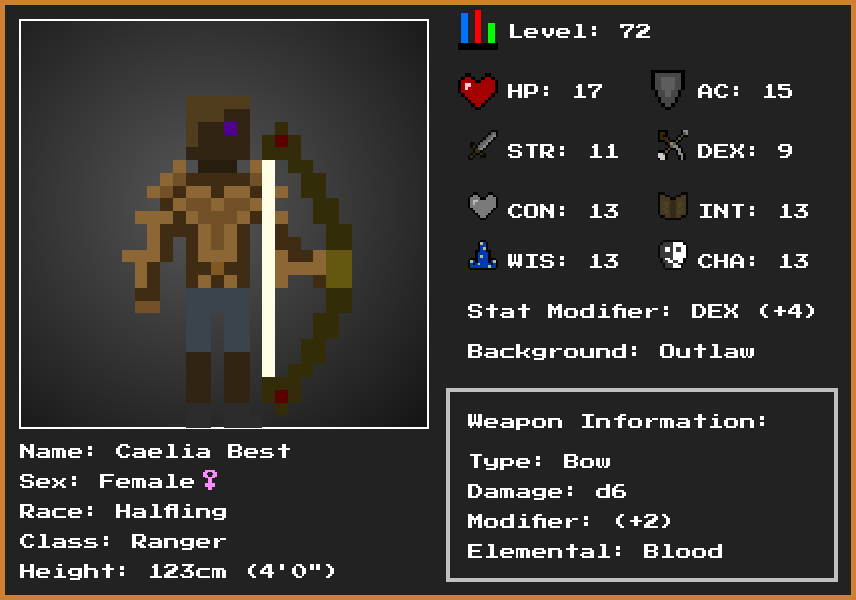 Level: 72
HP: 17
AC: 15
STR: 11
DEX: 9
CON: 13
INT: 13
WIS: 13
CHA: 13
Stat Modifier: DEX (+4)
Background: Outlaw
Weapon Information:
Type: Bow
Damage: d6
Modifier: (+2)
Elemental: Blood
Name: Caelia Best
Sex: Female♀
Race: Halfling
Class: Ranger
Height: 123cm (4'0")